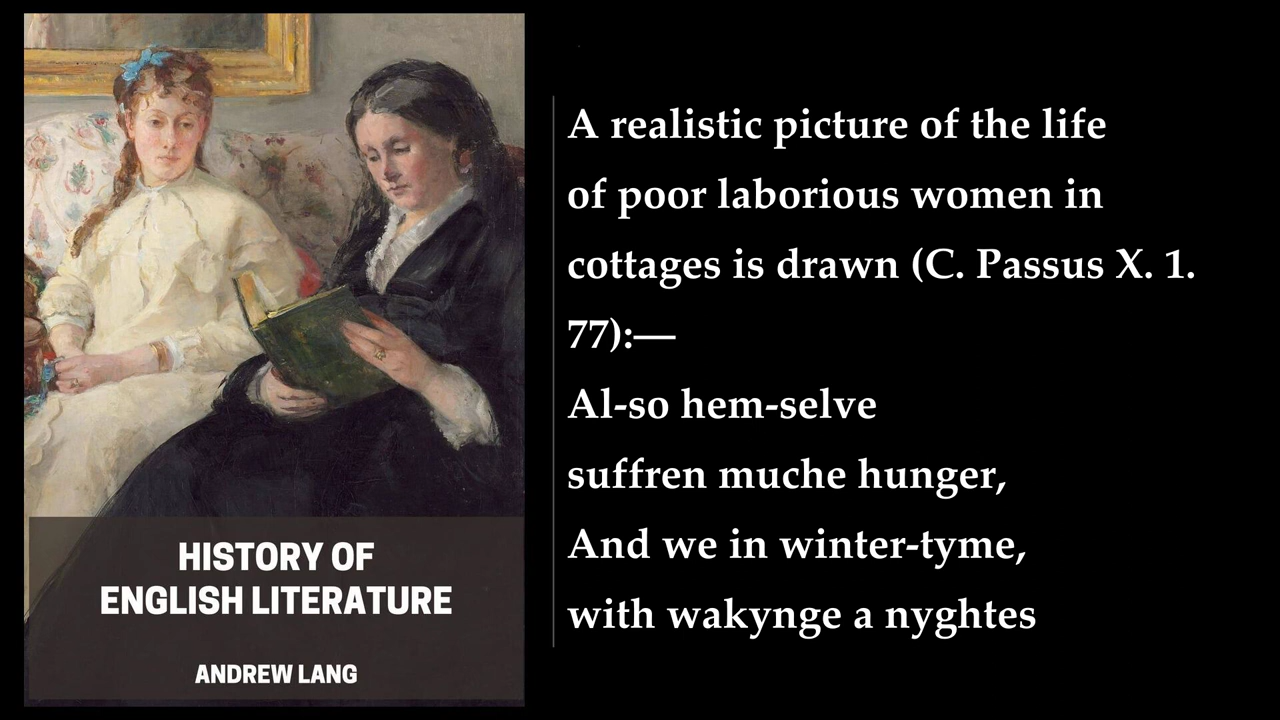 HISTORY OF
ENGLISH LITERATURE
ANDREW LANG
A realistic picture of the life
of poor laborious women in
cottages is drawn (C. Passus X. 1.
77):—
Al-so hem-selve
suffren muche hunger,
And we in winter-tyme,
with wakynge a nyghtes